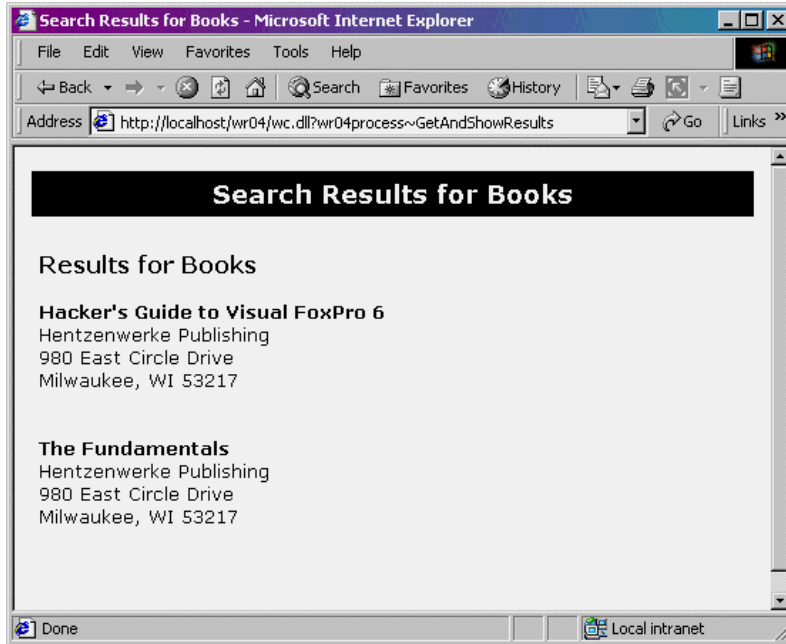 Search Results for Books - Microsoft Internet Explorer
File Edit View Favorites Tools Help
Back Search Favorites History
Address http://localhost/wr04/wc.dll?wr04process~GetAndShowResults Go Links »
Search Results for Books
Results for Books
Hacker's Guide to Visual FoxPro 6
Hentzenwerke Publishing
980 East Circle Drive
Milwaukee, WI 53217
The Fundamentals
Hentzenwerke Publishing
980 East Circle Drive
Milwaukee, WI 53217
Done Local intranet